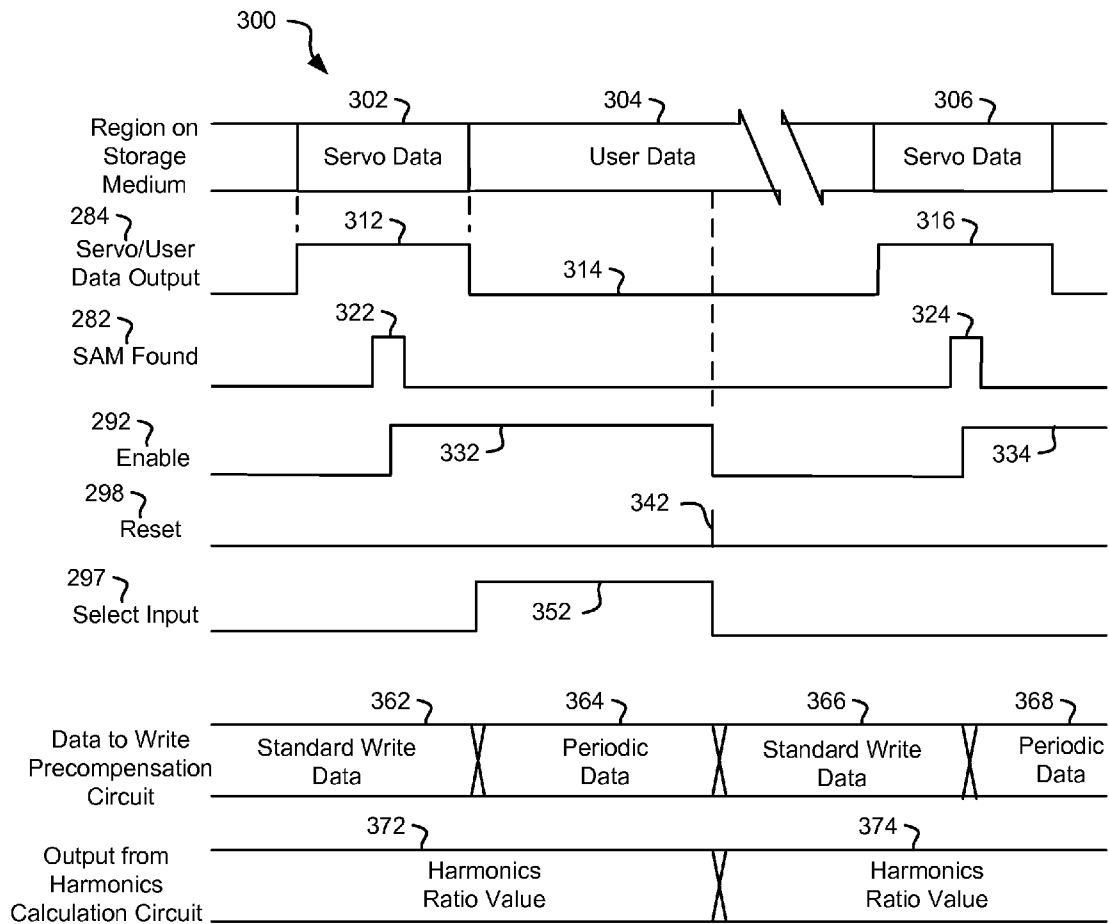 300
302
304
306
Region on
Storage
Medium
Servo Data
User Data
Servo Data
284
Servo/User
Data Output
312
314
316
282
SAM Found
322
324
292
Enable
332
334
298
Reset
342
297
Select Input
352
362
364
366
368
Data to Write
Precompensation
Circuit
Standard Write
Data
Periodic
Data
Standard Write
Data
Periodic
Data
372
374
Output from
Harmonics
Calculation Circuit
Harmonics
Ratio Value
Harmonics
Ratio Value